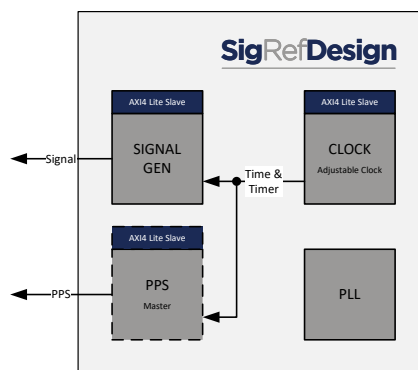 SigRefDesign
AXI4 Lite Slave
SIGNAL
GEN
AXI4 Lite Slave
CLOCK
Adjustable Clock
Signal
Time &
Timer
AXI4 Lite Slave
PPS
Master
PPS
PLL